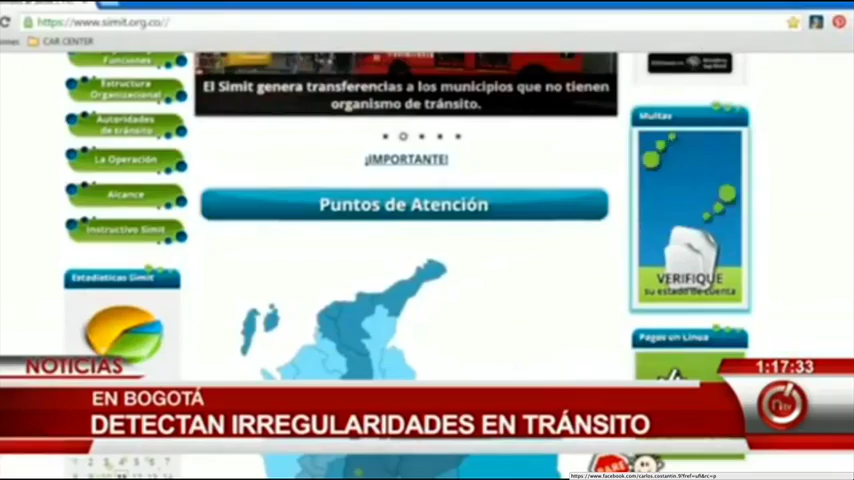 https://www.simit.org.co//
CAR CENTER
Funciones
Estructura
Organizacional
Autoridades
de tránsito
La Operación
Alcance
Instructivo Simit
Estadísticas Simit
El Simit genera transferencias a los municipios que no tienen
organismo de tránsito.
¡IMPORTANTE!
Puntos de Atención
Multas
VERIFIQUE
su estado de cuenta
Pagos en Línea
NOTICIAS
1:17:33
EN BOGOTÁ
DETECTAN IRREGULARIDADES EN TRÁNSITO
ntv
PARE